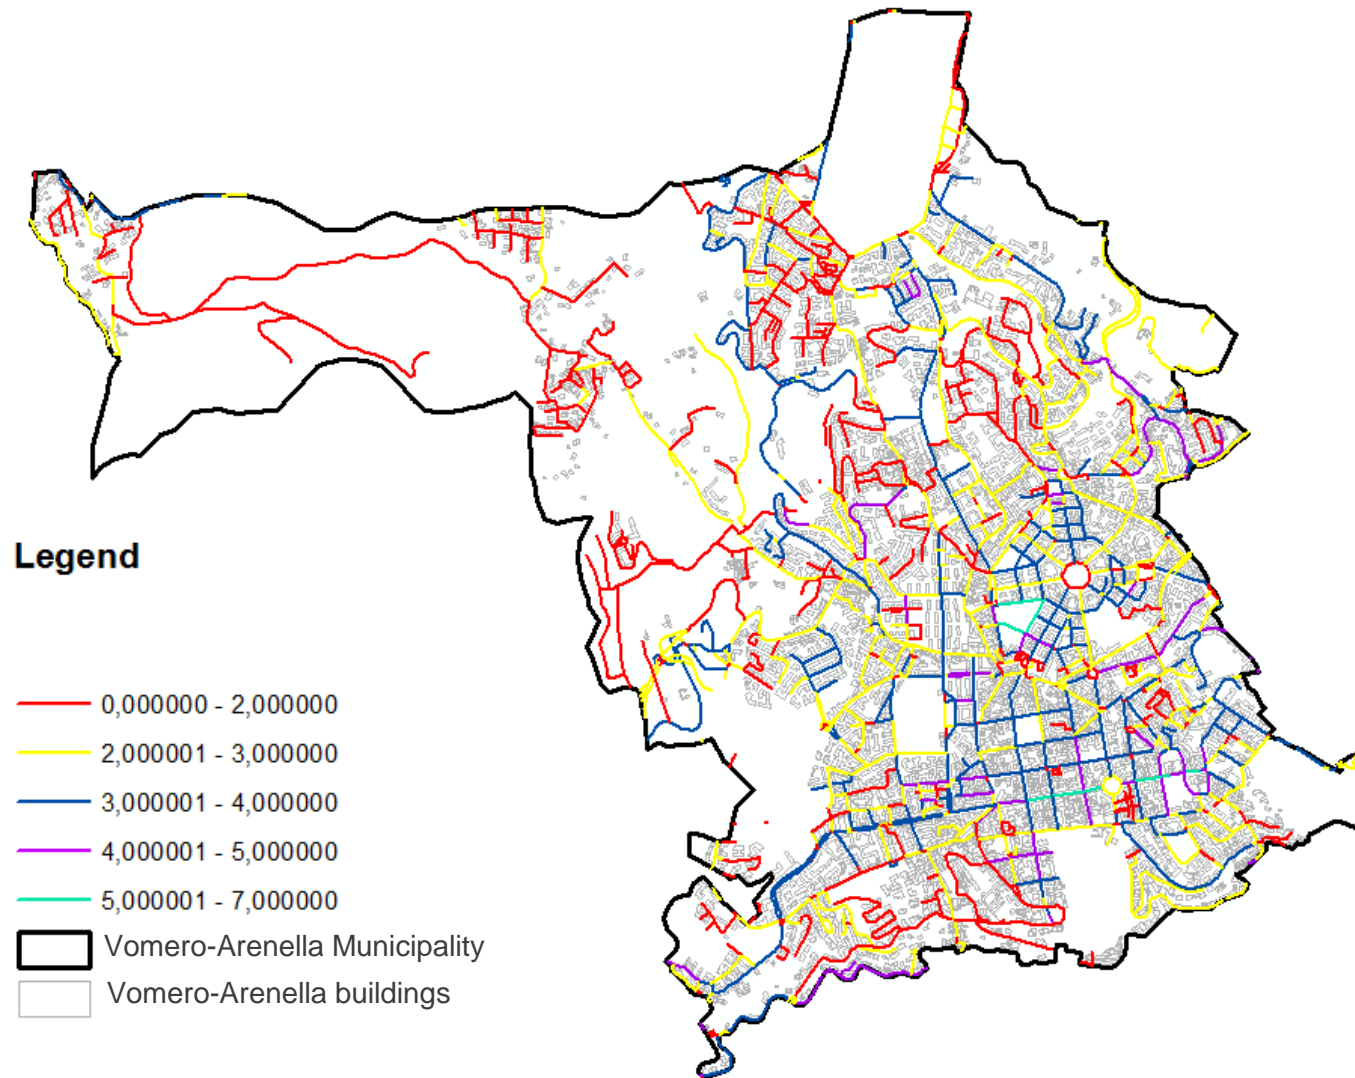 Legend
0,000000 - 2,000000
2,000001 - 3,000000
3,000001 - 4,000000
4,000001 - 5,000000
5,000001 - 7,000000
Vomero-Arenella Municipality
Vomero-Arenella buildings